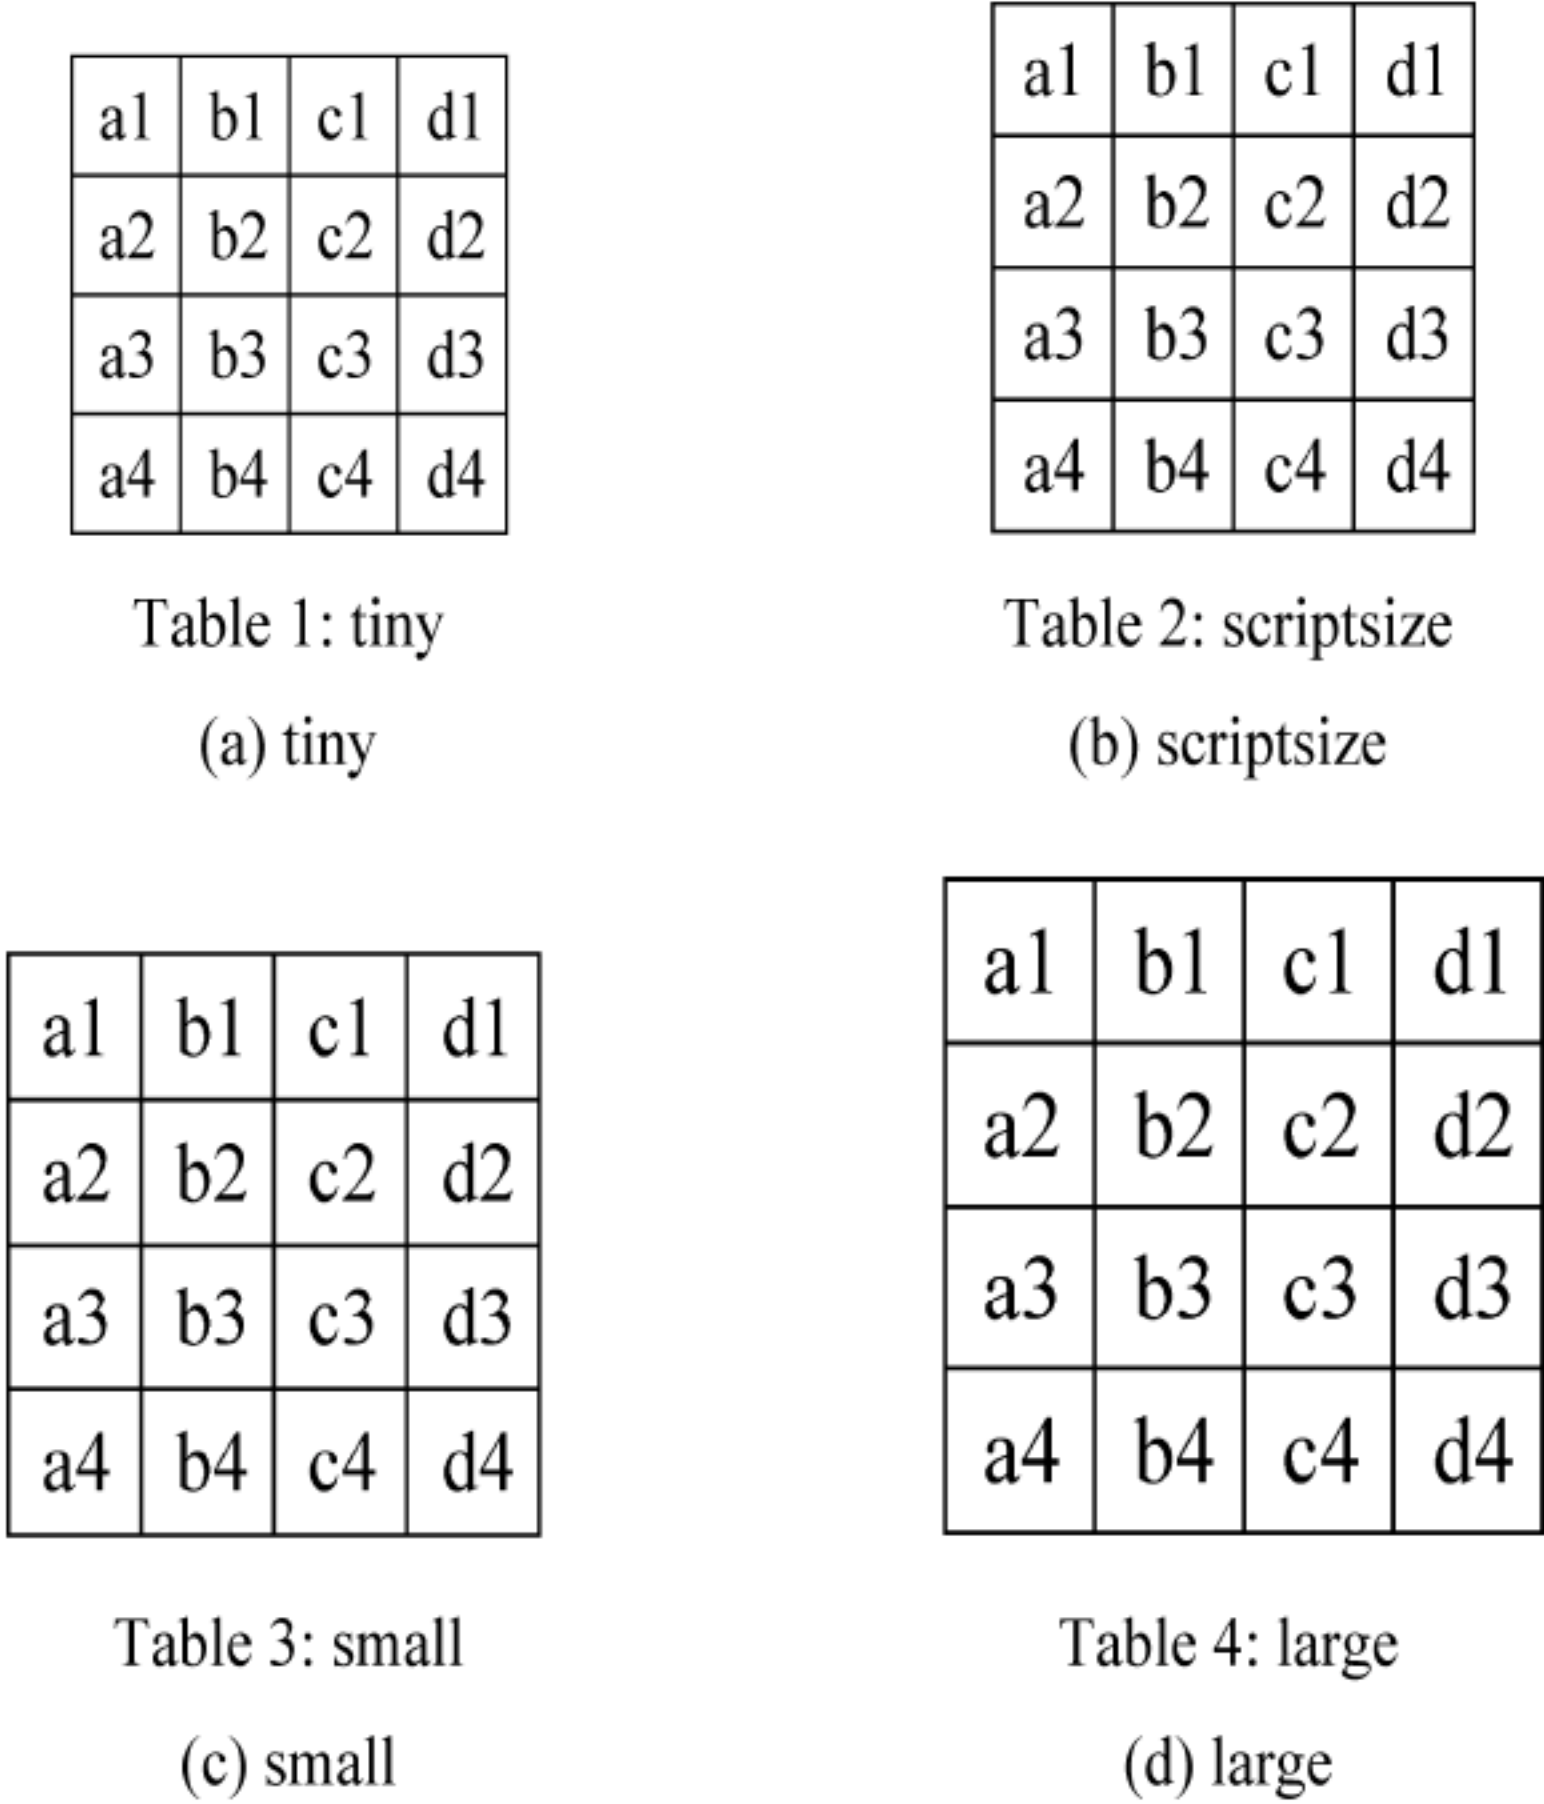 a1 b1 c1 d1
a2 b2 c2 d2
a3 b3 c3 d3
a4 b4 c4 d4
Table 1: tiny
(a) tiny
a1 b1 c1 d1
a2 b2 c2 d2
a3 b3 c3 d3
a4 b4 c4 d4
Table 2: scriptsize
(b) scriptsize
a1 b1 c1 d1
a2 b2 c2 d2
a3 b3 c3 d3
a4 b4 c4 d4
Table 3: small
(c) small
a1 b1 c1 d1
a2 b2 c2 d2
a3 b3 c3 d3
a4 b4 c4 d4
Table 4: large
(d) large